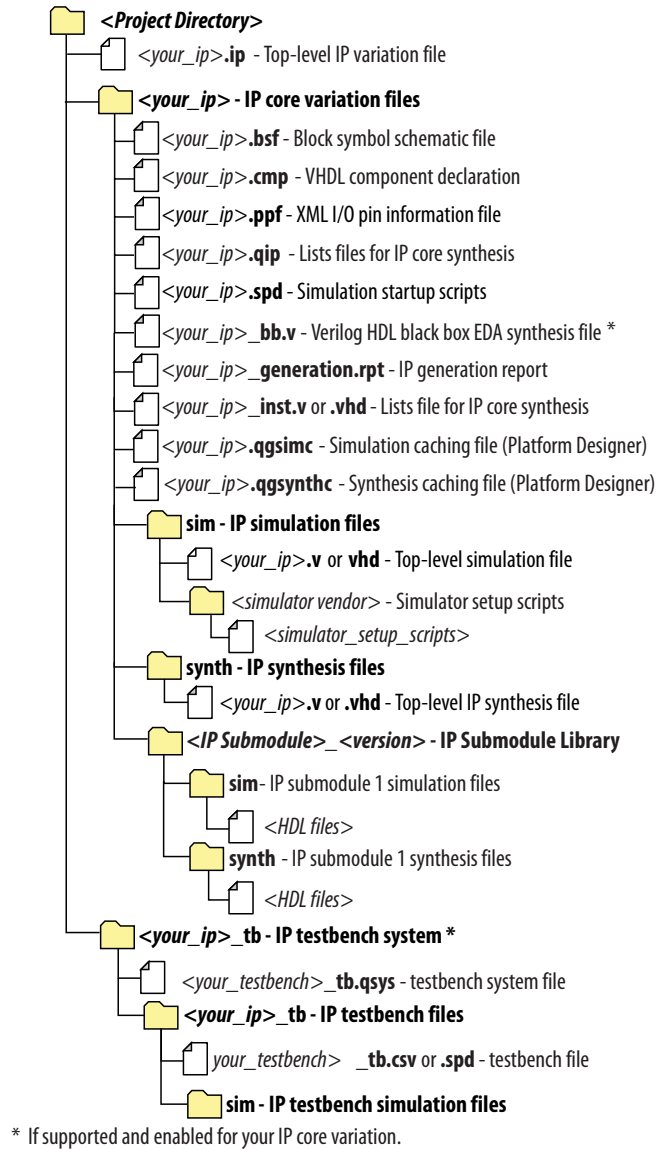 <Project Directory>
<your_ip>.ip - Top-level IP variation file
<your_ip> - IP core variation files
<your_ip>.bsf - Block symbol schematic file
<your_ip>.cmp - VHDL component declaration
<your_ip>.ppf - XML I/O pin information file
<your_ip>.qip - Lists files for IP core synthesis
<your_ip>.spd - Simulation startup scripts
<your_ip>_bb.v - Verilog HDL black box EDA synthesis file *
<your_ip>_generation.rpt - IP generation report
<your_ip>_inst.v or .vhd - Lists file for IP core synthesis
<your_ip>.qgsimc - Simulation caching file (Platform Designer)
<your_ip>.qgsynthc - Synthesis caching file (Platform Designer)
sim - IP simulation files
<your_ip>.v or vhd - Top-level simulation file
<simulator vendor> - Simulator setup scripts
<simulator_setup_scripts>
synth - IP synthesis files
<your_ip>.v or .vhd - Top-level IP synthesis file
<IP Submodule>_<version> - IP Submodule Library
sim- IP submodule 1 simulation files
<HDL files>
synth - IP submodule 1 synthesis files
<HDL files>
<your_ip>_tb - IP testbench system *
<your_testbench>_tb.qsys - testbench system file
<your_ip>_tb - IP testbench files
your_testbench> _tb.csv or .spd - testbench file
sim - IP testbench simulation files
* If supported and enabled for your IP core variation.